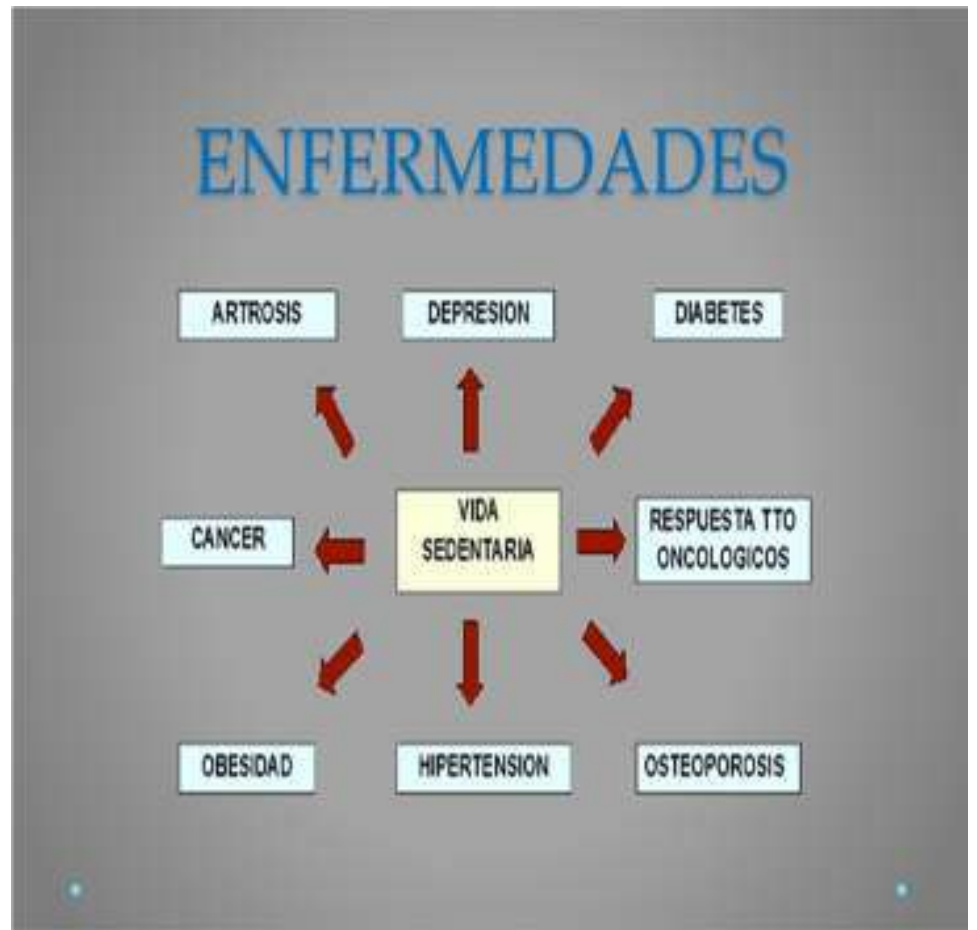 ENFERMEDADES
ARTROSIS
DEPRESION
DIABETES
CANCER
VIDA
SEDENTARIA
RESPUESTA TTO
ONCOLOGICOS
OBESIDAD
HIPERTENSION
OSTEOPOROSIS